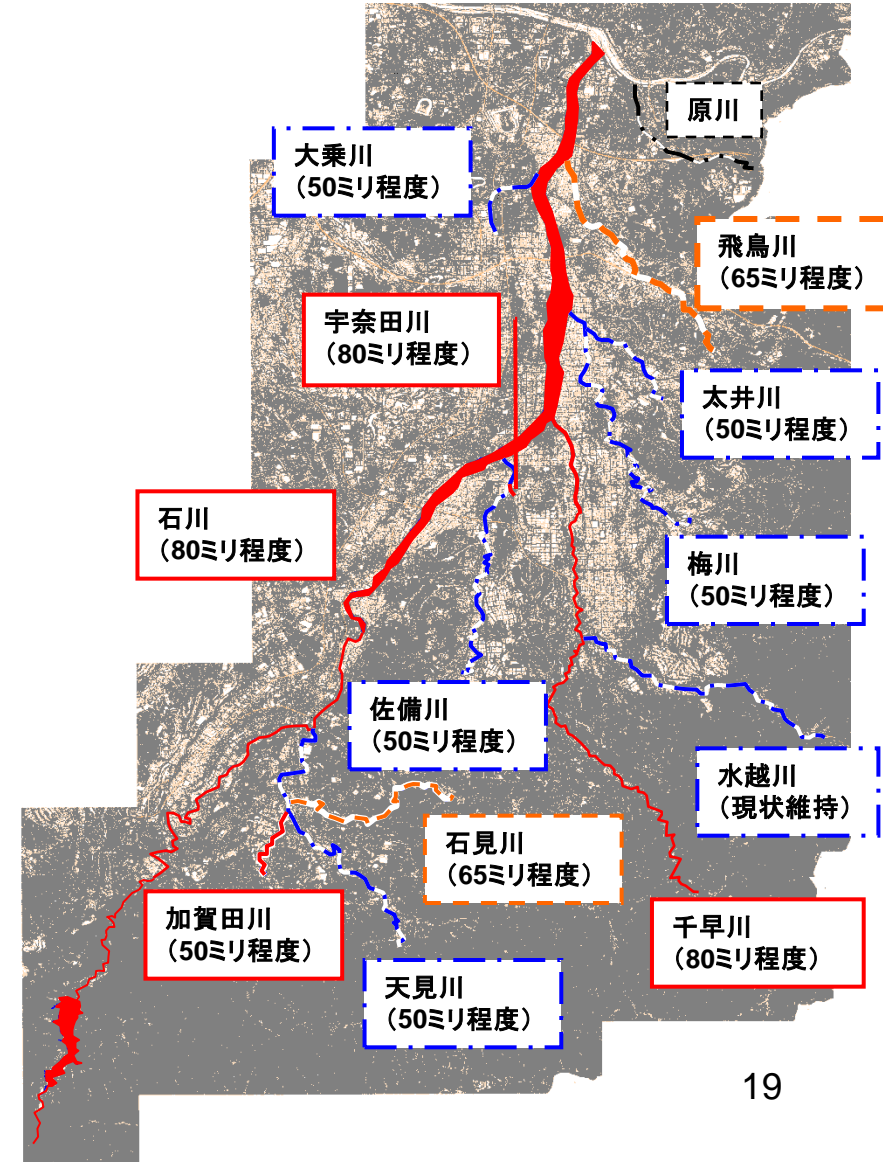 原川
大乗川
（50ミリ程度）
飛鳥川
（65ミリ程度）
宇奈田川
（80ミリ程度）
太井川
（50ミリ程度）
石川
（80ミリ程度）
梅川
（50ミリ程度）
佐備川
（50ミリ程度）
水越川
（現状維持）
石見川
（65ミリ程度）
加賀田川
（50ミリ程度）
千早川
（80ミリ程度）
天見川
（50ミリ程度）
19